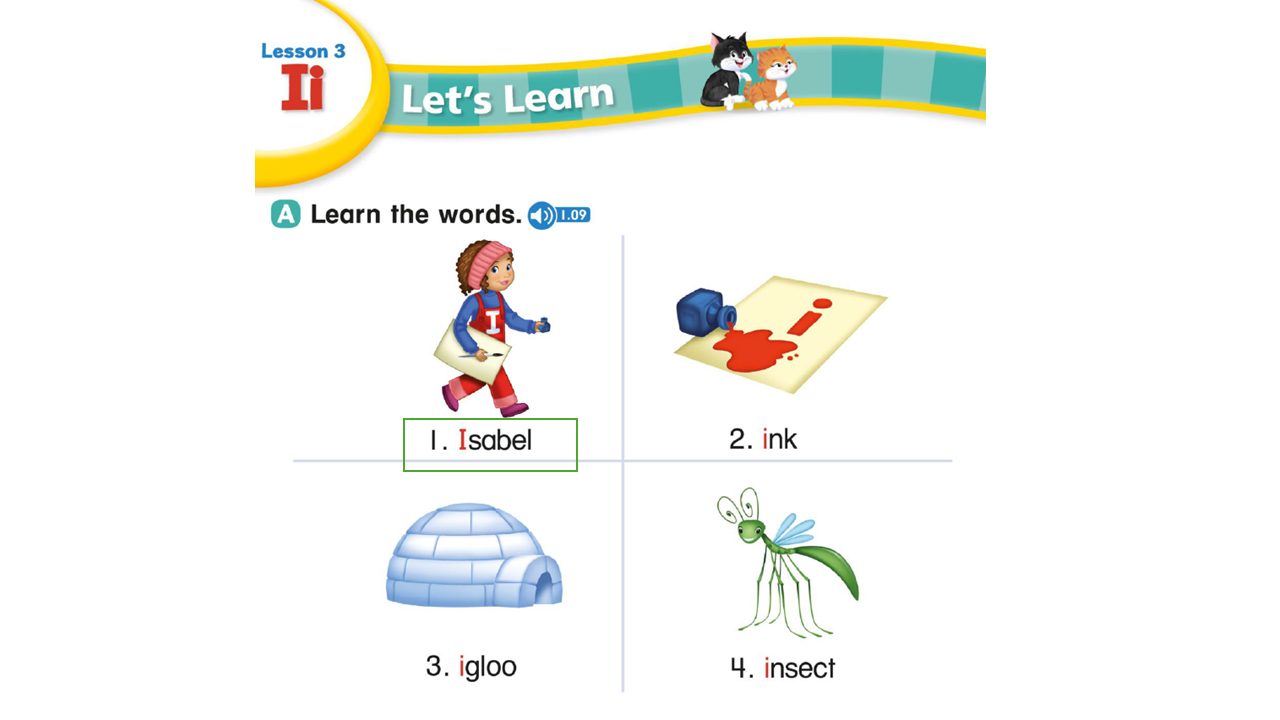 Lesson 3
Ii
Let's Learn
A Learn the words. 1.09
I
i
1. Isabel
2. ink
3. igloo
4. insect